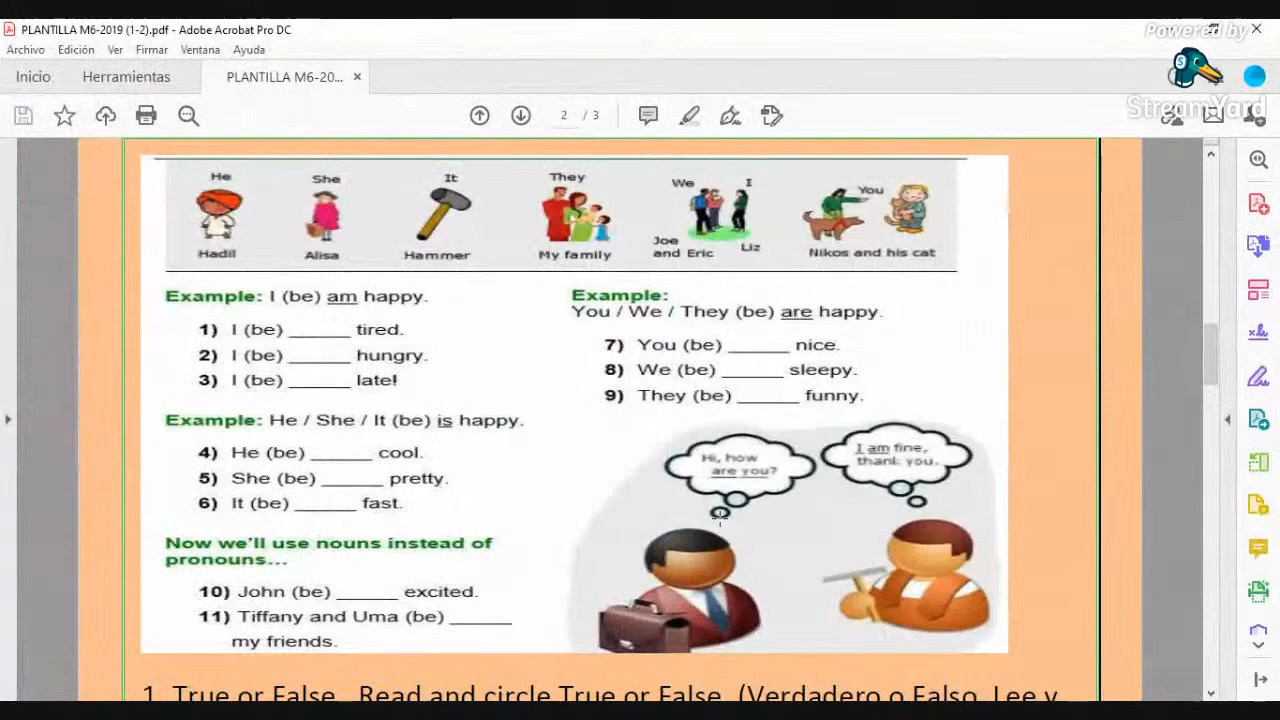 PLANTILLA M6-2019 (1-2).pdf - Adobe Acrobat Pro DC
Powered by
Archivo Edición Ver Firmar Ventana Ayuda
Inicio Herramientas PLANTILLA M6-20... ×
StreamYard
2 / 3
He She It They We I You
Hadil Alisa Hammer My family Joe and Eric Liz Nikos and his cat
Example: I (be) am happy.
1) I (be) ______ tired.
2) I (be) ______ hungry.
3) I (be) ______ late!
Example: He / She / It (be) is happy.
4) He (be) ______ cool.
5) She (be) ______ pretty.
6) It (be) ______ fast.
Now we'll use nouns instead of
pronouns...
10) John (be) ______ excited.
11) Tiffany and Uma (be) ______
my friends.
Example:
You / We / They (be) are happy.
7) You (be) ______ nice.
8) We (be) ______ sleepy.
9) They (be) ______ funny.
Hi, how
are you?
I am fine,
thank you.
1. True or False. Read and circle True or False. (Verdadero o Falso. Lee y